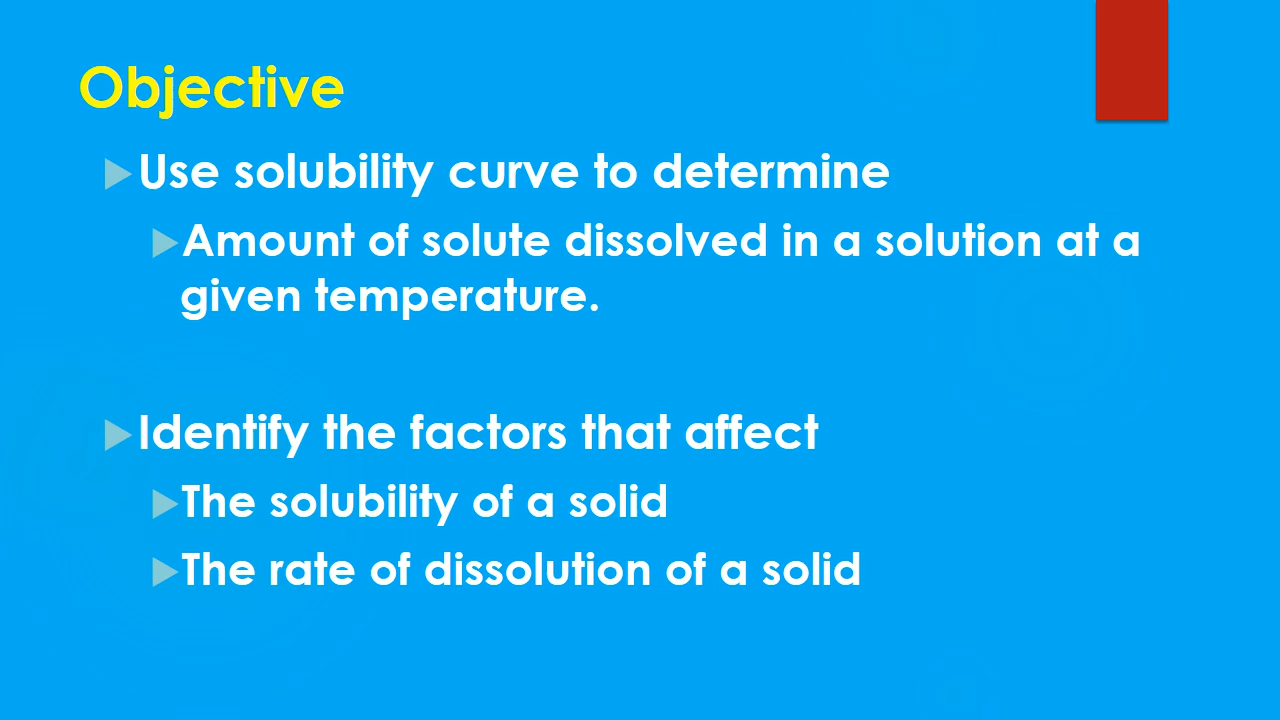 Objective
Use solubility curve to determine
Amount of solute dissolved in a solution at a
given temperature.
Identify the factors that affect
The solubility of a solid
The rate of dissolution of a solid